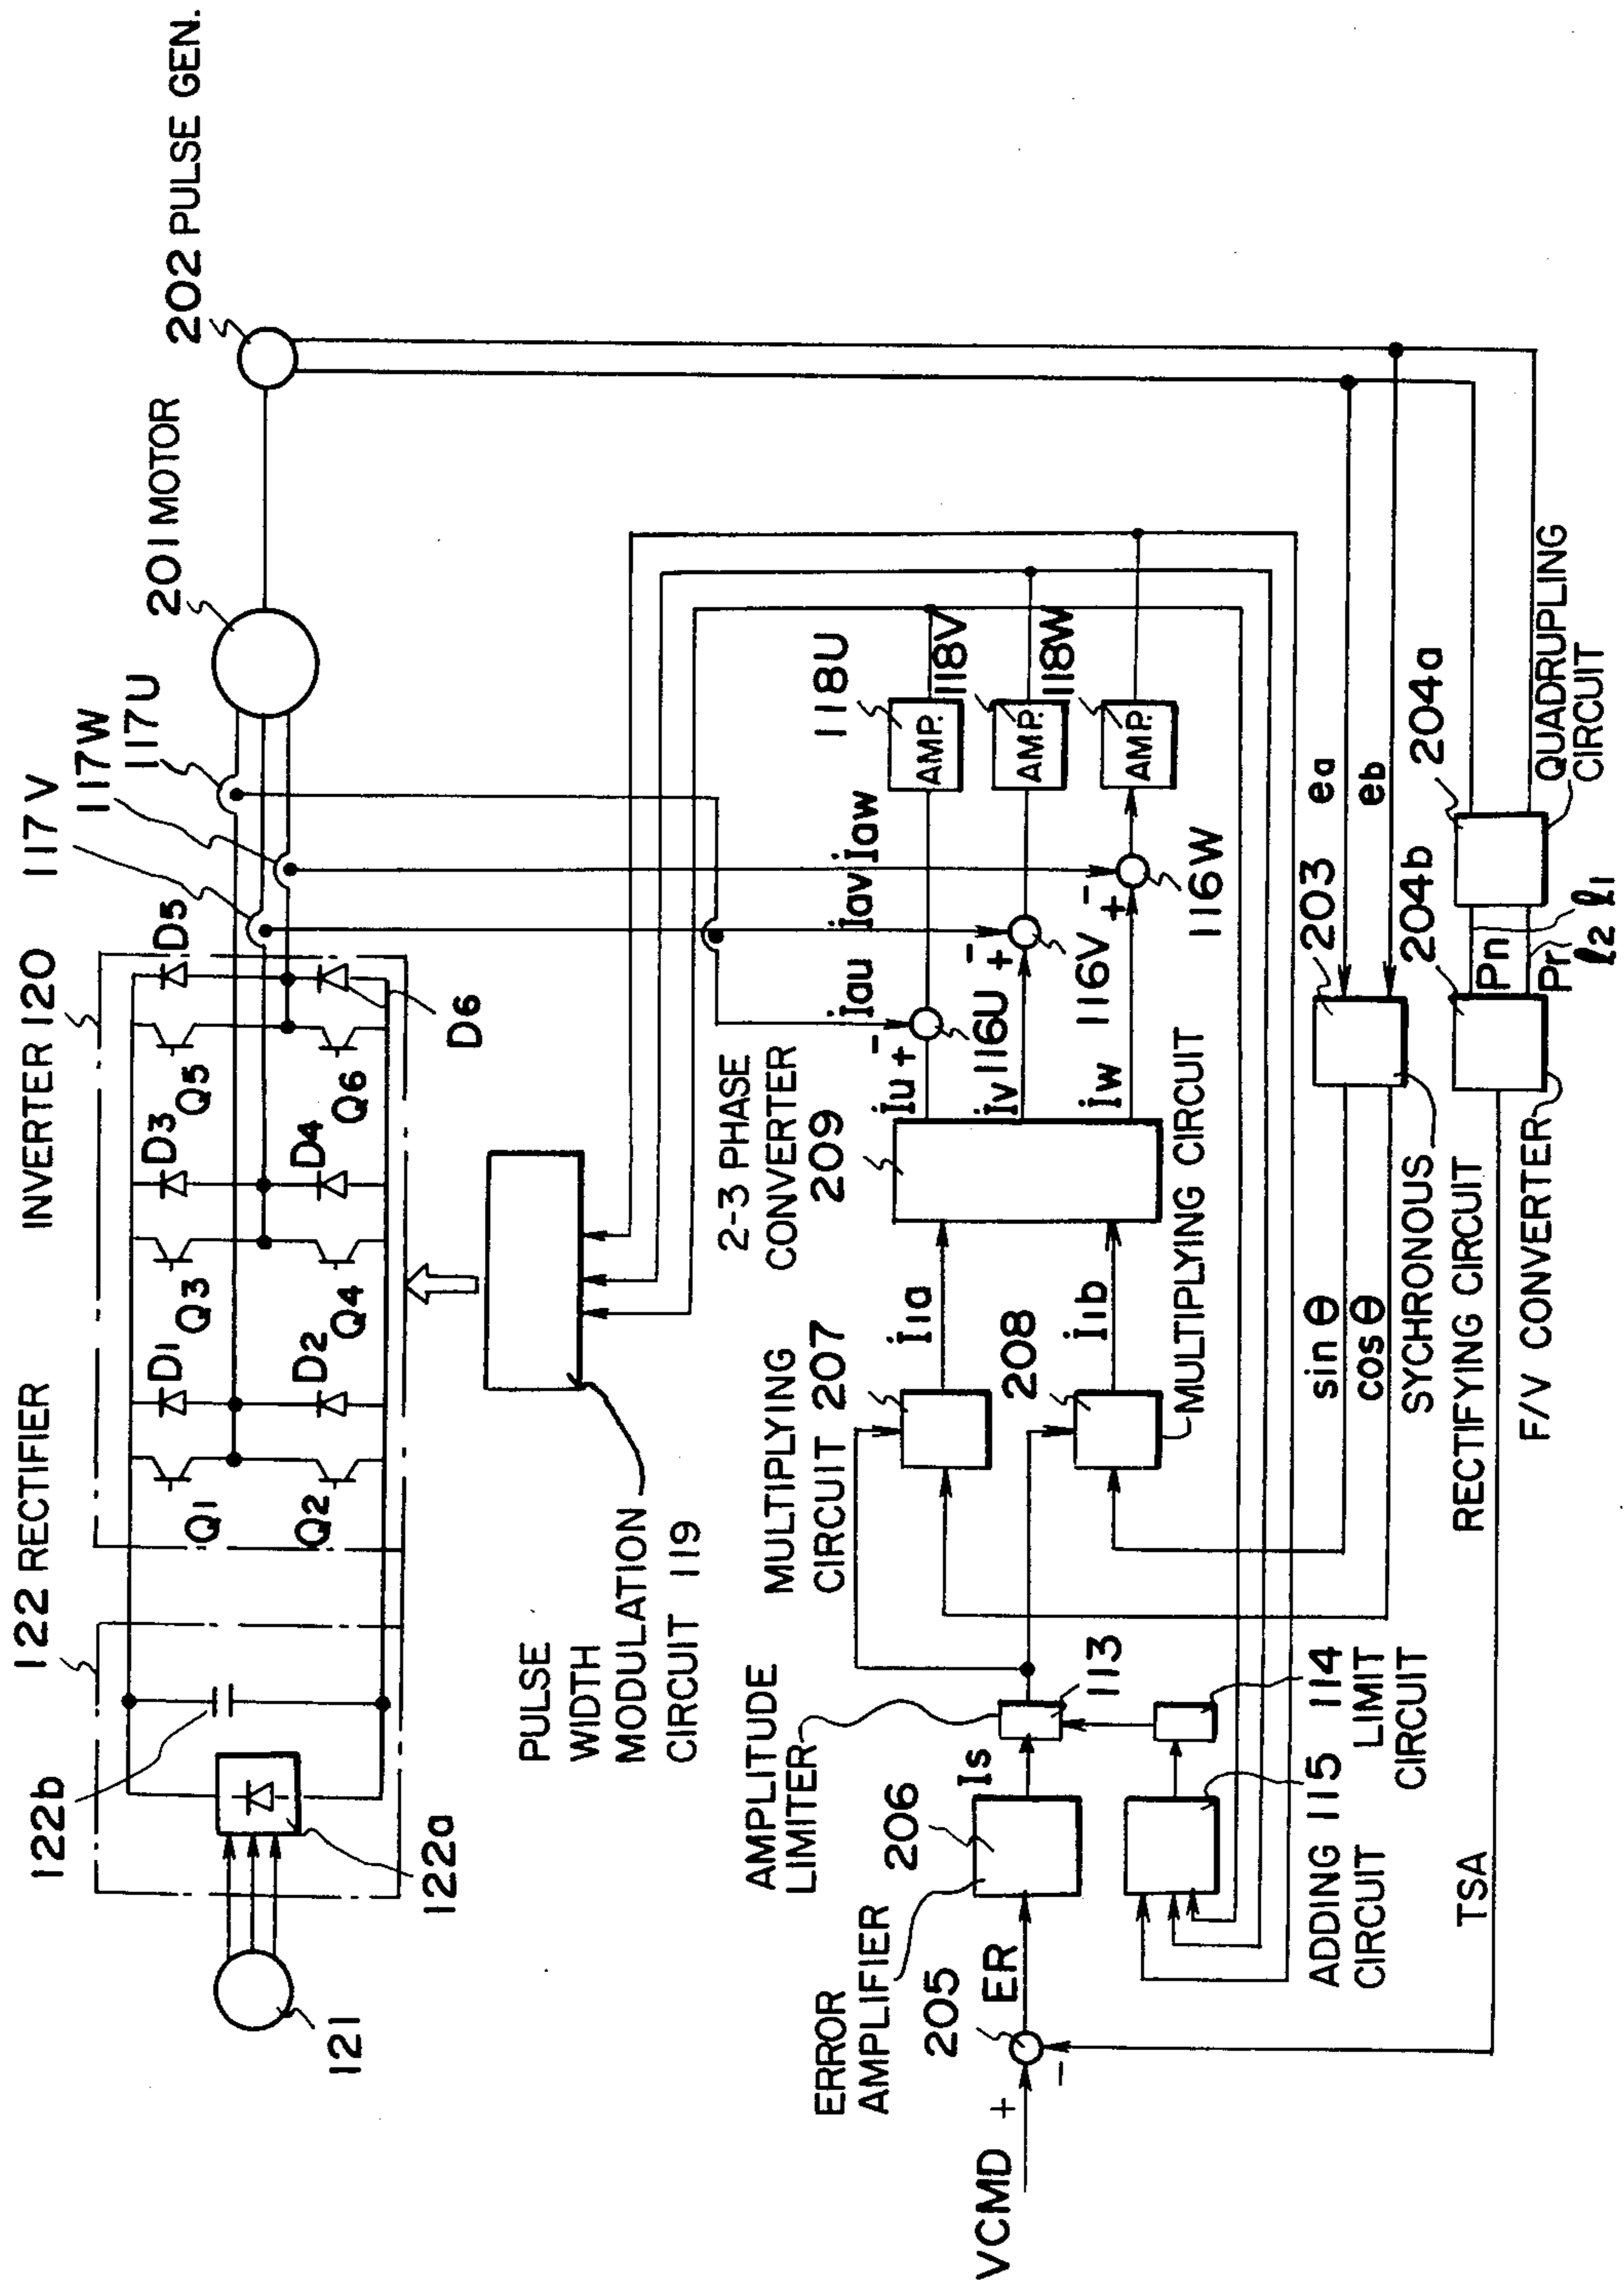 122 RECTIFIER
INVERTER 120
117V
117W
117U
201 MOTOR
202 PULSE GEN.
122b
122a
121
Q1
D1
Q2
D2
Q3
D3
Q4
D4
Q5
D5
Q6
D6
PULSE
WIDTH
MODULATION
CIRCUIT 119
2-3 PHASE
CONVERTER
209
MULTIPLYING
CIRCUIT 207
208
MULTIPLYING CIRCUIT
I1a
I1b
Iu
Iv
Iw
+
-
+
-
+
-
Iau
Iav
Iaw
116U
116V
116W
118U
118V
118W
AMP.
AMP.
AMP.
AMPLITUDE
LIMITER
113
114
LIMIT
CIRCUIT
ADDING 115
CIRCUIT
ERROR
AMPLIFIER
206
Is
205
ER
VCMD
+
-
TSA
sin θ
cos θ
SYCHRONOUS
RECTIFYING CIRCUIT
F/V CONVERTER
203
204b
ea
eb
204a
QUADRUPLING
CIRCUIT
Pn
Pr
ℓ1
ℓ2